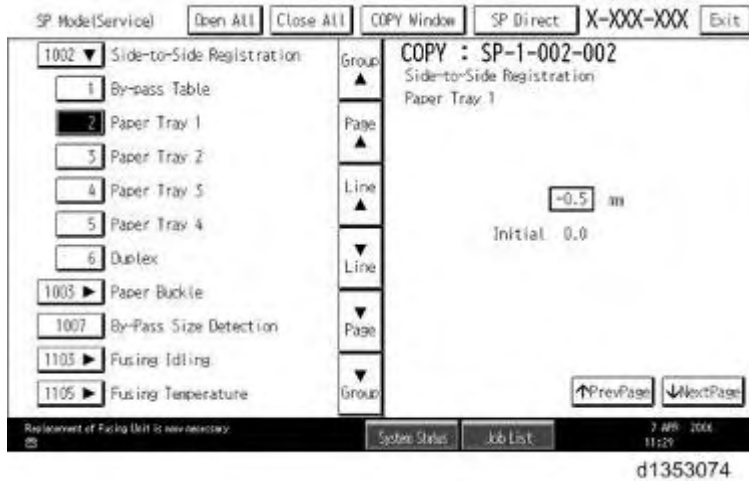 SP Mode(Service) Open All Close All COPY Window SP Direct X-XXX-XXX Exit
1002 ▼ Side-to-Side Registration
1 By-pass Table
2 Paper Tray 1
3 Paper Tray 2
4 Paper Tray 3
5 Paper Tray 4
6 Duplex
1003 ► Paper Buckle
1007 By-Pass Size Detection
1103 ► Fusing Idling
1105 ► Fusing Temperature
Group
▲
Page
▲
Line
▲
▼
Line
▼
Page
▼
Group
COPY : SP-1-002-002
Side-to-Side Registration
Paper Tray 1
-0.5 mm
Initial 0.0
↑PrevPage ↓NextPage
Replacement of Fusing Unit is now necessary.
System Status Job List
7 APR 2006
11:29
d1353074